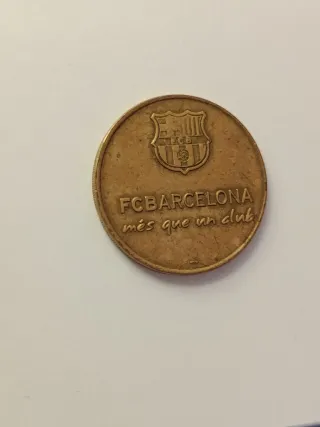 FCB
FCBARCELONA
més que un club